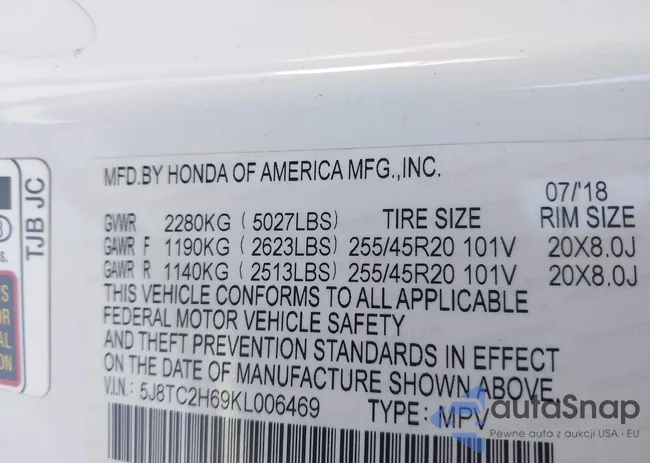 MFD.BY HONDA OF AMERICA MFG.,INC.
07/'18
GVWR 2280KG (5027LBS) TIRE SIZE RIM SIZE
GAWR F 1190KG (2623LBS) 255/45R20 101V 20X8.0J
GAWR R 1140KG (2513LBS) 255/45R20 101V 20X8.0J
THIS VEHICLE CONFORMS TO ALL APPLICABLE
FEDERAL MOTOR VEHICLE SAFETY
AND THEFT PREVENTION STANDARDS IN EFFECT
ON THE DATE OF MANUFACTURE SHOWN ABOVE.
V.I.N.: 5J8TC2H69KL006469 TYPE: MPV
TJB JC
autaSnap
Pewne auta z aukcji USA i EU